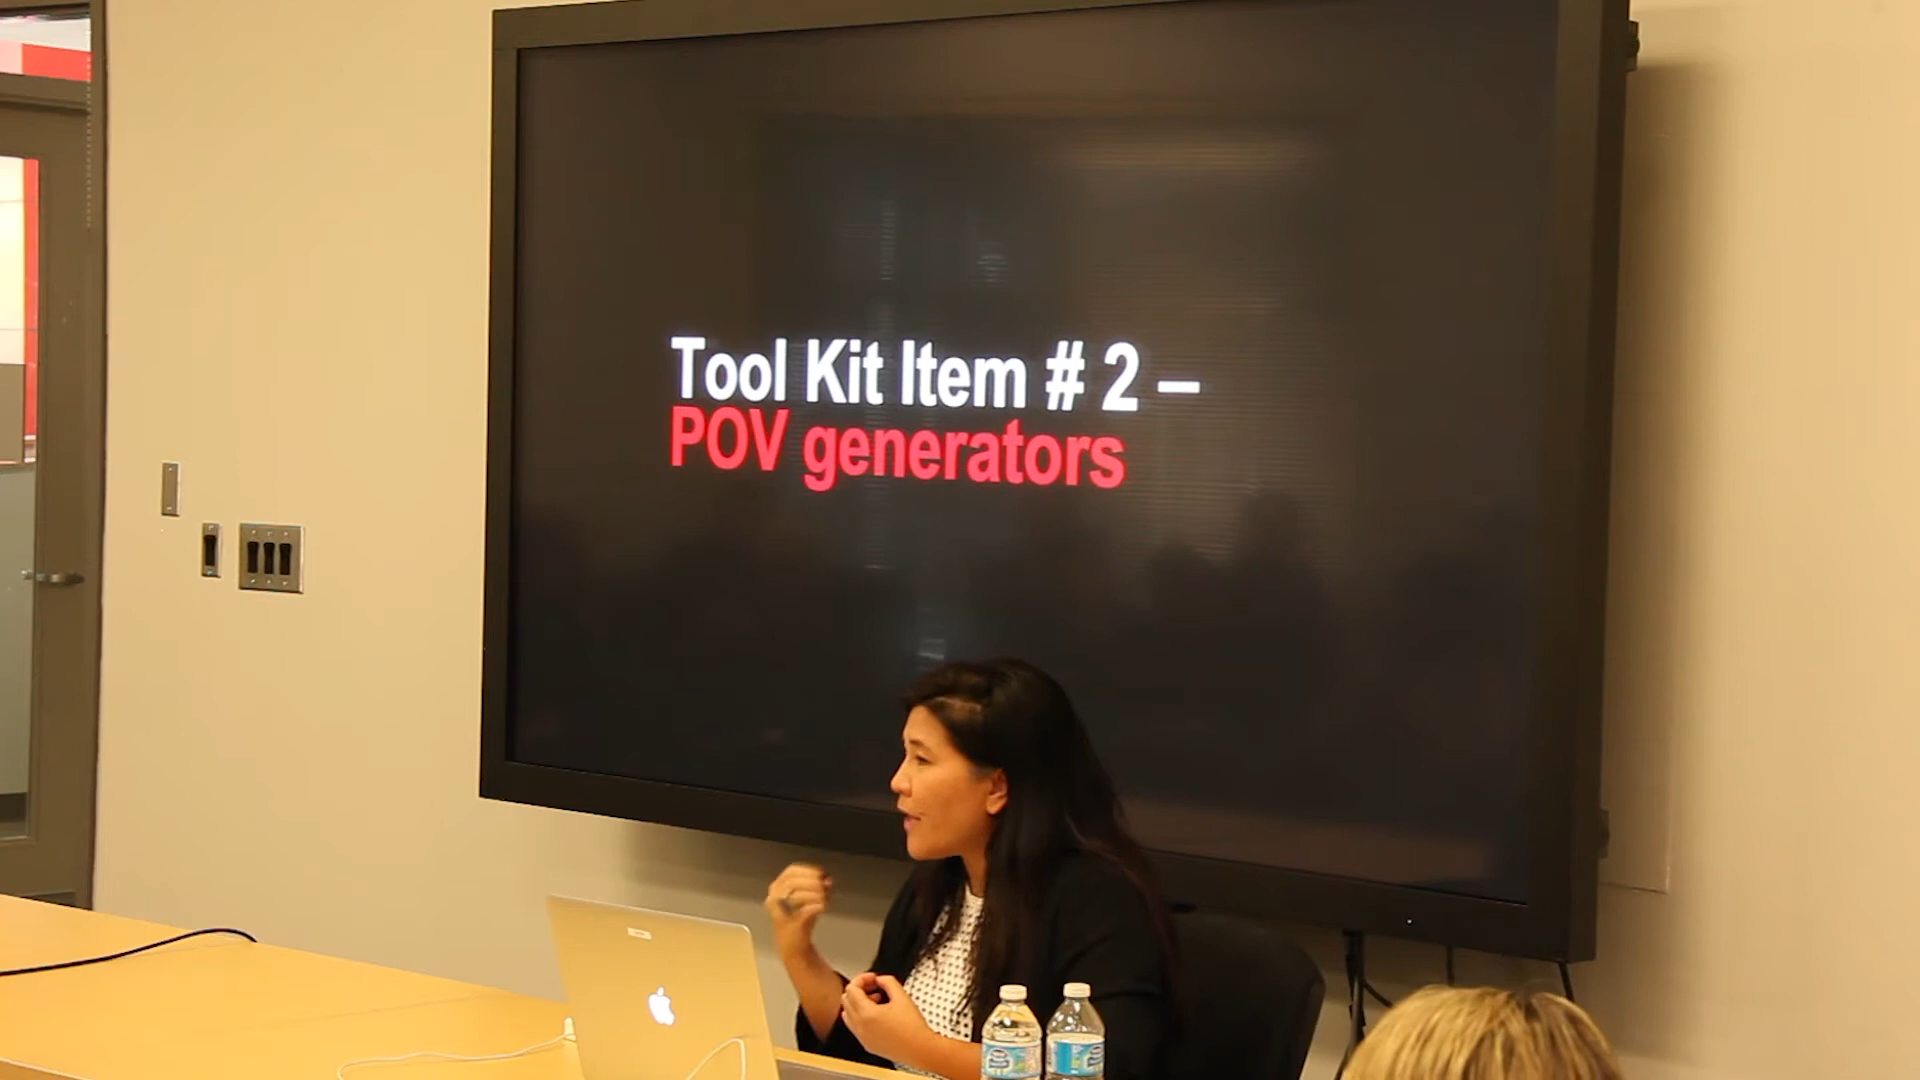 Tool Kit Item # 2 –
POV generators